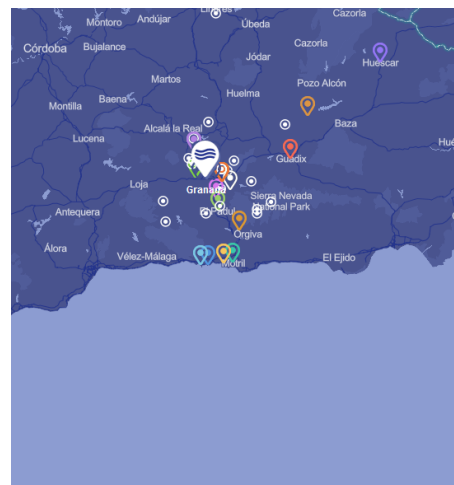 Cazorla
Montoro
Andújar
Úbeda
Córdoba
Bujalance
Cazorla
Jódar
Huéscar
Martos
Pozo Alcón
Baena
Huelma
Montilla
Alcalá la Real
Baza
Lucena
Guadix
Loja
Granada
Sierra Nevada
National Park
Antequera
El Padul
Órgiva
Álora
Vélez-Málaga
Motril
El Ejido